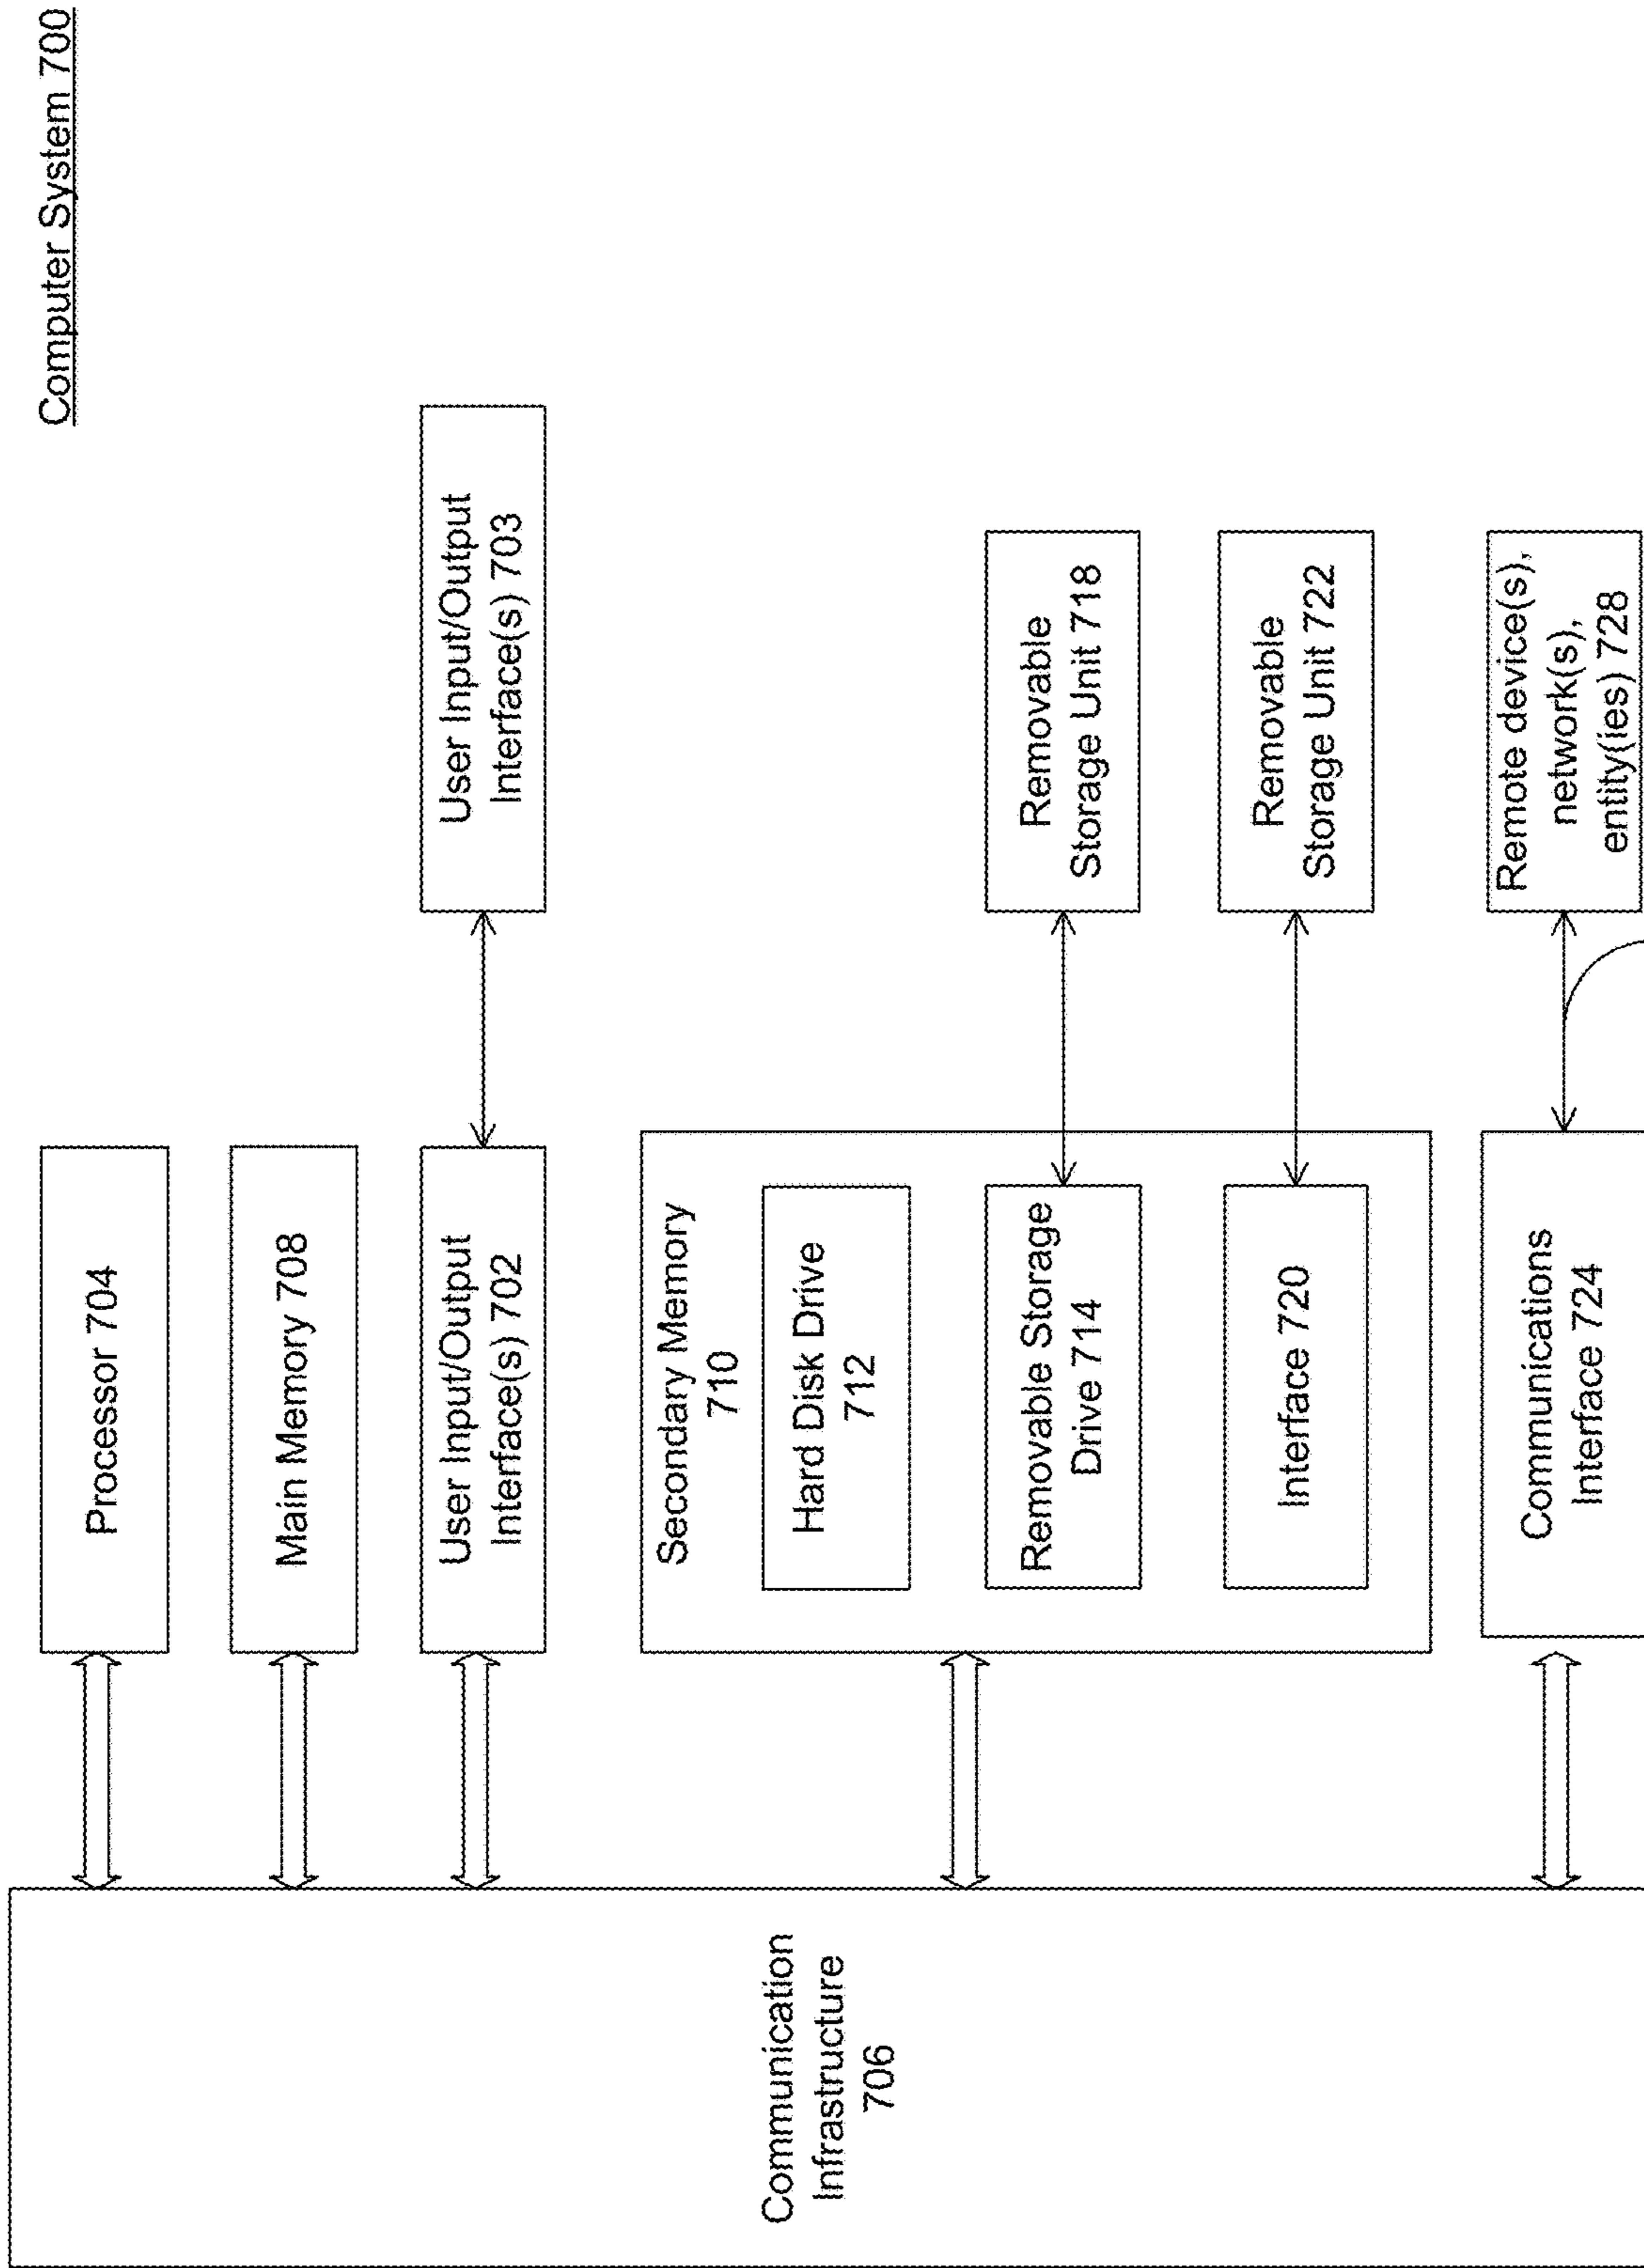 Computer System 700
Processor 704
Main Memory 708
User Input/Output
Interface(s) 702
User Input/Output
Interface(s) 703
Secondary Memory
710
Hard Disk Drive
712
Removable Storage
Drive 714
Removable
Storage Unit 718
Interface 720
Removable
Storage Unit 722
Communications
Interface 724
Remote device(s),
network(s),
entity(ies) 728
Communication
Infrastructure
706